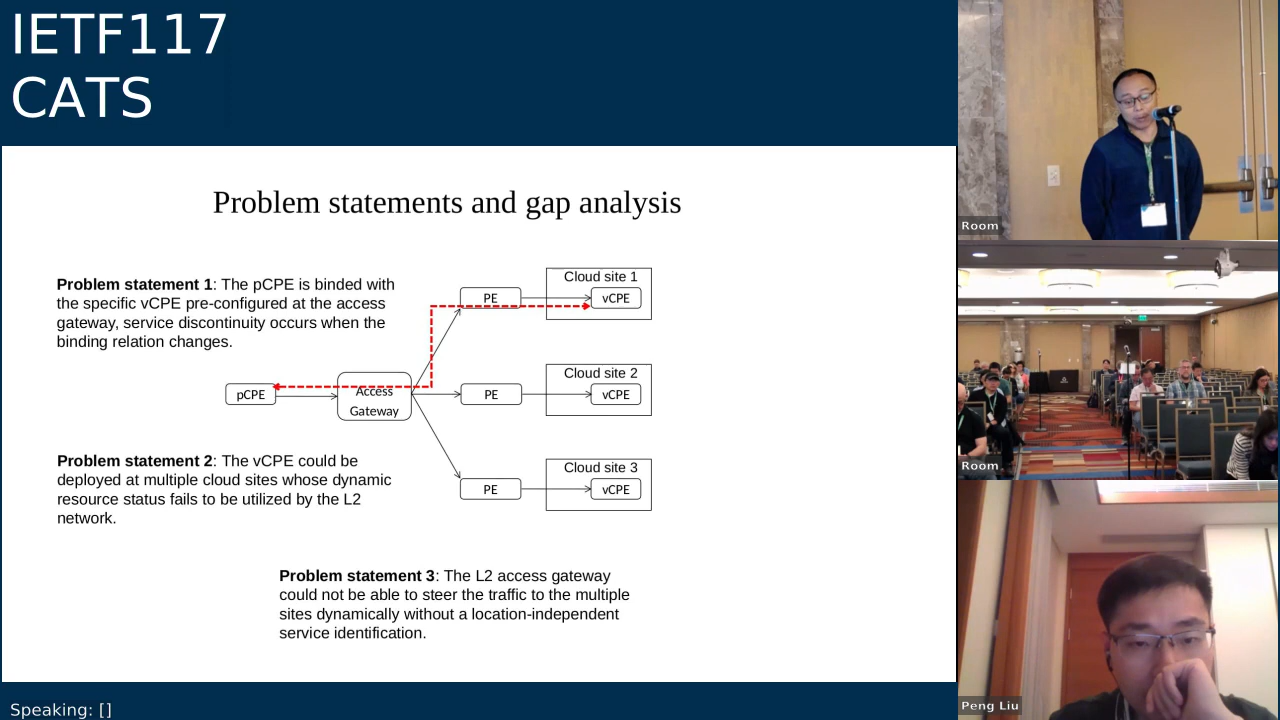 IETF117
CATS
Problem statements and gap analysis
Problem statement 1: The pCPE is binded with
the specific vCPE pre-configured at the access
gateway, service discontinuity occurs when the
binding relation changes.
Cloud site 1
PE
vCPE
Cloud site 2
pCPE
Access
Gateway
PE
vCPE
Cloud site 3
PE
vCPE
Problem statement 2: The vCPE could be
deployed at multiple cloud sites whose dynamic
resource status fails to be utilized by the L2
network.
Problem statement 3: The L2 access gateway
could not be able to steer the traffic to the multiple
sites dynamically without a location-independent
service identification.
Speaking: []
Room
Room
Peng Liu